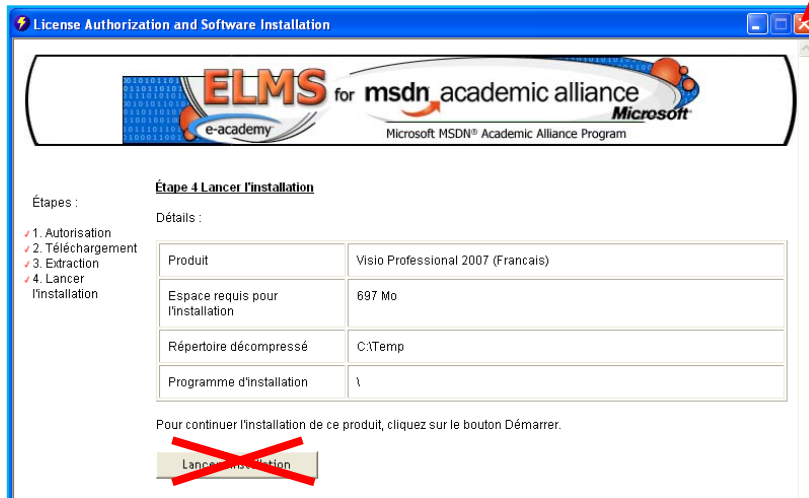 License Authorization and Software Installation
ELMS for msdn academic alliance
Microsoft
e-academy
Microsoft MSDN® Academic Alliance Program
Étape 4 Lancer l'installation
Étapes :
Détails :
1. Autorisation
2. Téléchargement
3. Extraction
4. Lancer
l'installation
Produit
Visio Professional 2007 (Francais)
Espace requis pour
l'installation
697 Mo
Répertoire décompressé
C:\Temp
Programme d'installation
\
Pour continuer l'installation de ce produit, cliquez sur le bouton Démarrer.
Lancer l'installation